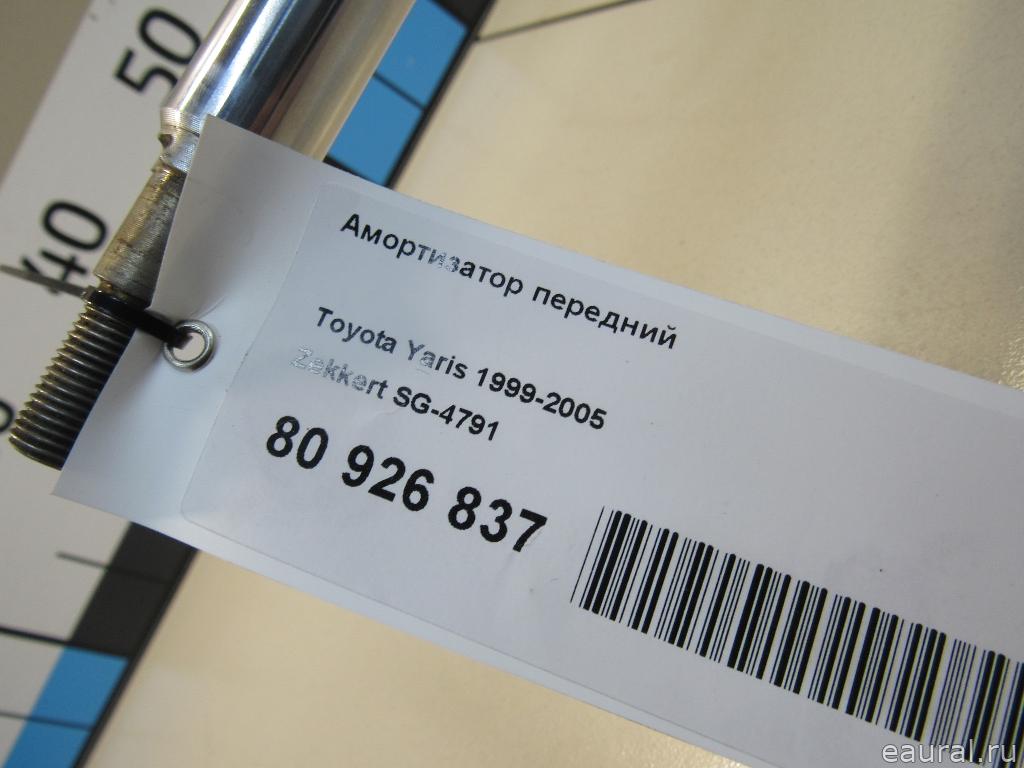 50
40
Амортизатор передний
Toyota Yaris 1999-2005
Zekkert SG-4791
80 926 837
eaural.ru